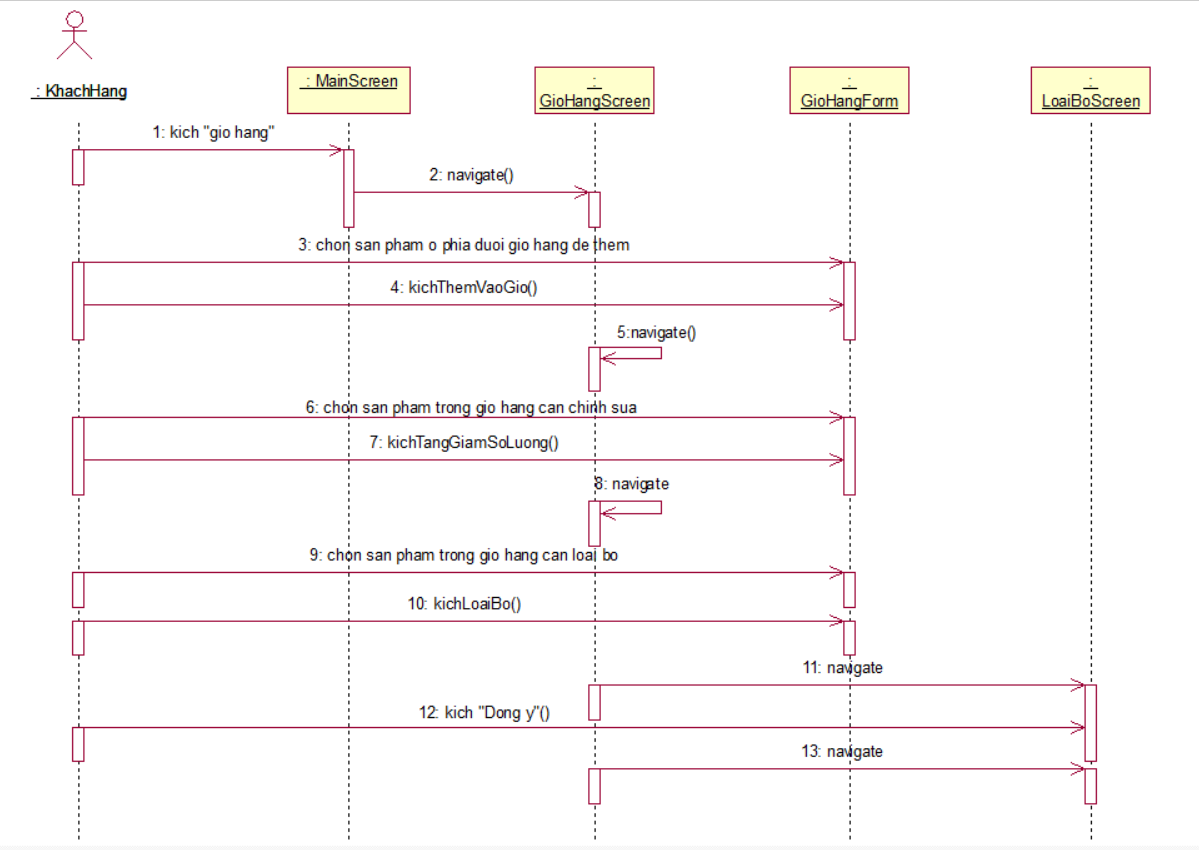 : KhachHang
: MainScreen
:
GioHangScreen
:
GioHangForm
:
LoaiBoScreen
1: kich "gio hang"
2: navigate()
3: chon san pham o phia duoi gio hang de them
4: kichThemVaoGio()
5:navigate()
6: chon san pham trong gio hang can chinh sua
7: kichTangGiamSoLuong()
8: navigate
9: chon san pham trong gio hang can loai bo
10: kichLoaiBo()
11: navigate
12: kich "Dong y"()
13: navigate